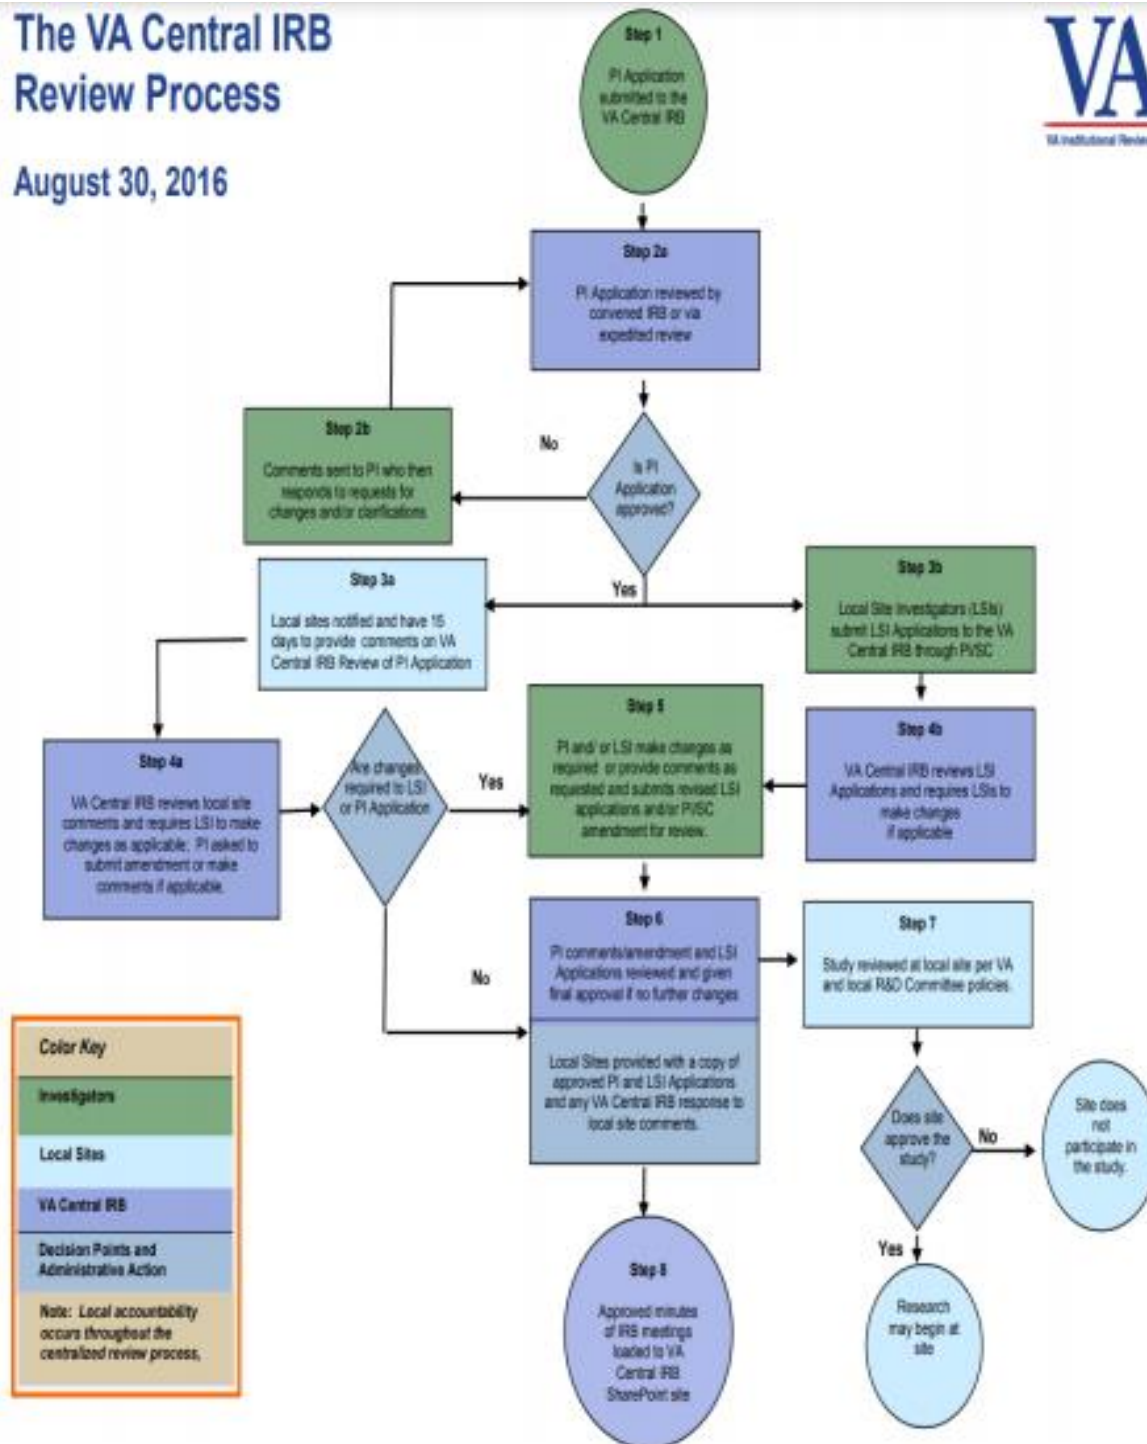 The VA Central IRB
Review Process
August 30, 2016
VA
VA Institutional Review
Step 1
PI Application
submitted to the
VA Central IRB
Step 2a
PI Application reviewed by
convened IRB or via
expedited review
Step 2b
Comments sent to PI who then
responds to requests for
changes and/or clarifications
No
Is PI
Application
approved?
Yes
Step 3a
Local sites notified and have 15
days to provide comments on VA
Central IRB Review of PI Application
Step 3b
Local Site Investigators (LSIs)
submit LSI Applications to the VA
Central IRB through PI/SC
Step 4a
VA Central IRB reviews local site
comments and requires LSI to make
changes as applicable; PI asked to
submit amendment or make
comments if applicable.
Are changes
required to LSI
or PI Application
Yes
No
Step 5
PI and/ or LSI make changes as
required or provide comments as
requested and submits revised LSI
applications and/or PI/SC
amendment for review.
Step 4b
VA Central IRB reviews LSI
Applications and requires LSIs to
make changes
if applicable
Step 6
PI comments/amendment and LSI
Applications reviewed and given
final approval if no further changes
Local Sites provided with a copy of
approved PI and LSI Applications
and any VA Central IRB response to
local site comments.
Step 7
Study reviewed at local site per VA
and local R&D Committee policies.
Does site
approve the
study?
No
Site does
not
participate in
the study.
Yes
Research
may begin at
site
Step 8
Approved minutes
of IRB meetings
loaded to VA
Central IRB
SharePoint site
Color Key
Investigators
Local Sites
VA Central IRB
Decision Points and
Administrative Action
Note: Local accountability
occurs throughout the
centralized review process,